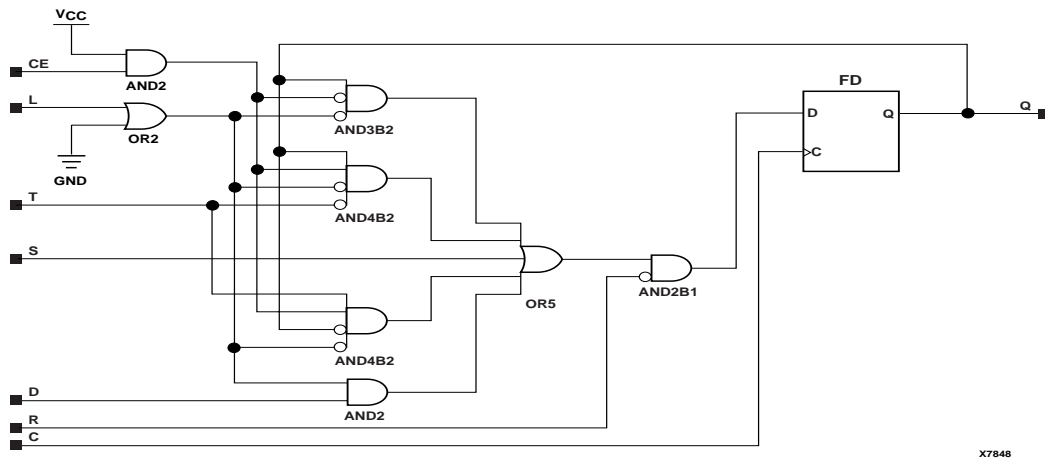 VCC
CE
AND2
L
OR2
GND
AND3B2
FD
D
Q
Q
C
T
AND4B2
S
OR5
AND2B1
AND4B2
D
AND2
R
C
X7848